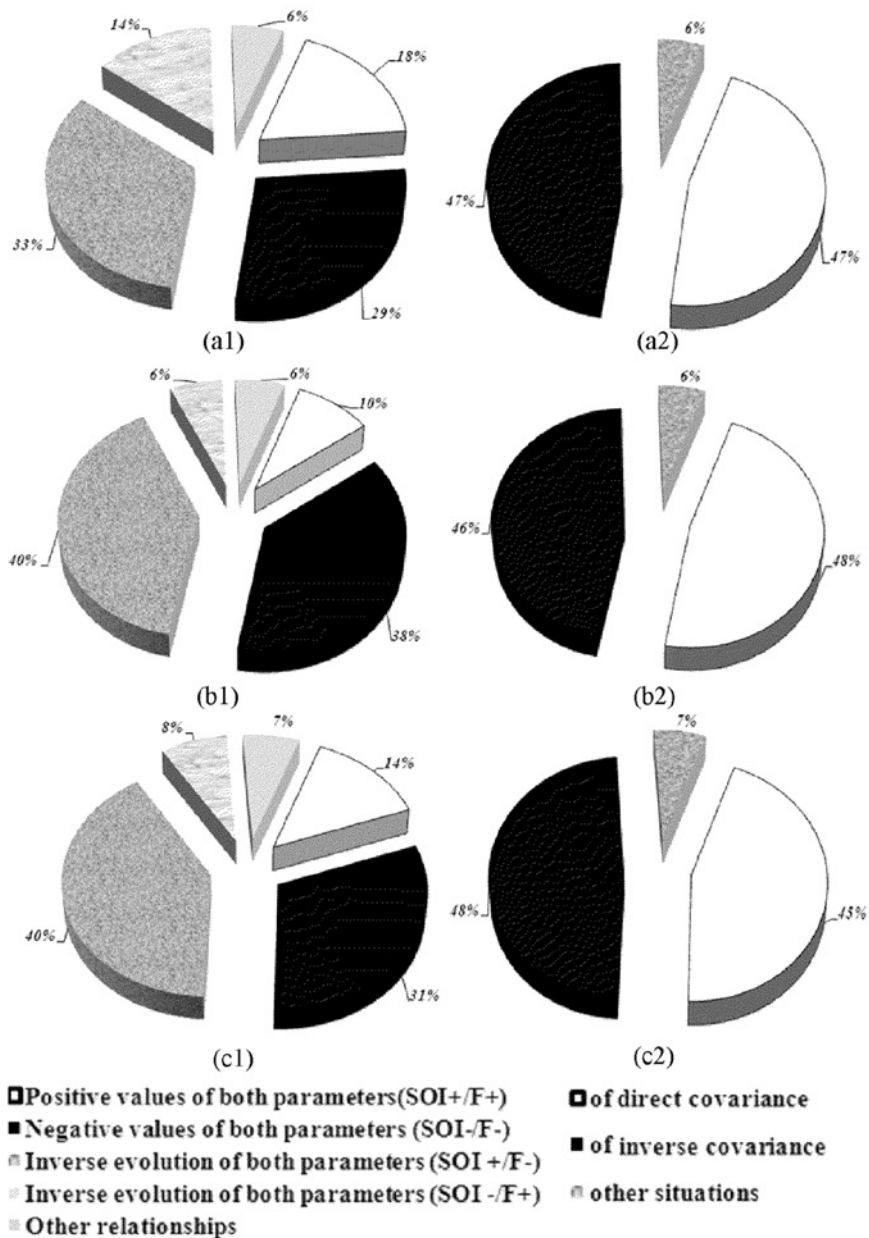 6%
14%
18%
33%
29%
(a1)
6%
47%
47%
(a2)
6%
6%
10%
40%
38%
(b1)
6%
46%
48%
(b2)
8%
7%
14%
40%
31%
(c1)
7%
48%
45%
(c2)
Positive values of both parameters(SOI+/F+)
Negative values of both parameters (SOI-/F-)
Inverse evolution of both parameters (SOI +/F-)
Inverse evolution of both parameters (SOI -/F+)
Other relationships
of direct covariance
of inverse covariance
other situations